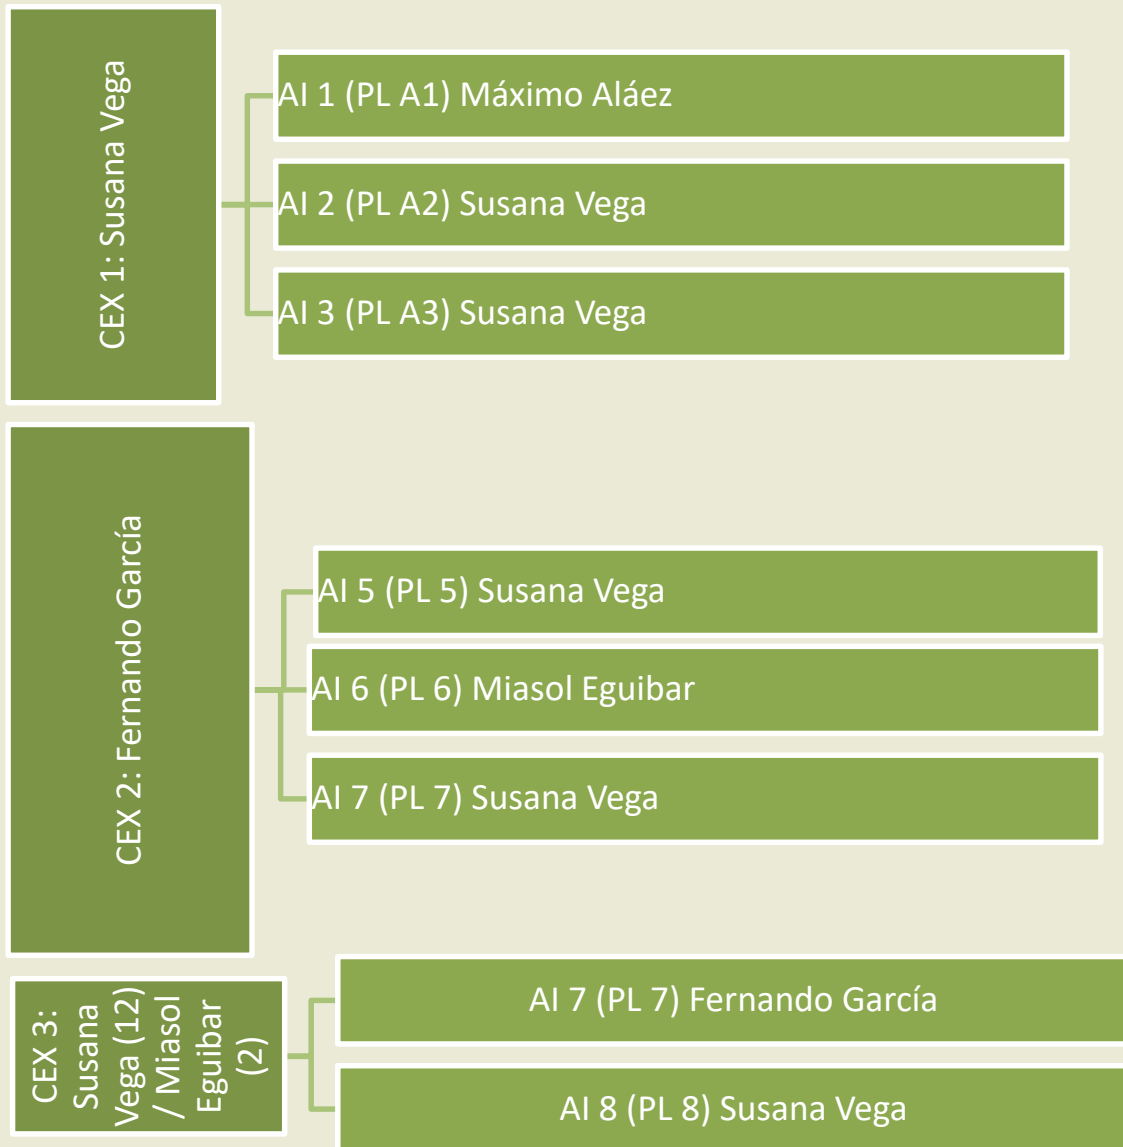 CEX 1: Susana Vega
AI 1 (PL A1) Máximo Aláez
AI 2 (PL A2) Susana Vega
AI 3 (PL A3) Susana Vega
CEX 2: Fernando García
AI 5 (PL 5) Susana Vega
AI 6 (PL 6) Miasol Eguibar
AI 7 (PL 7) Susana Vega
CEX 3:
Susana
Vega (12)
/ Miasol
Eguibar
(2)
AI 7 (PL 7) Fernando García
AI 8 (PL 8) Susana Vega